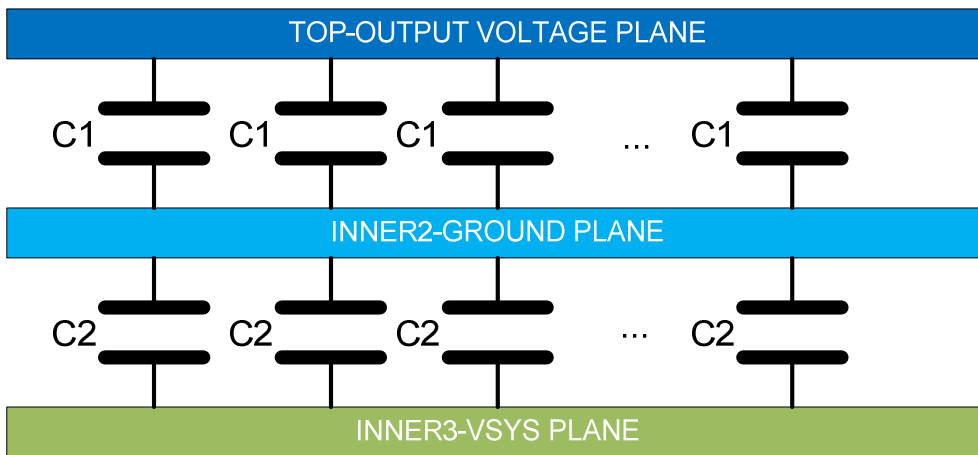 TOP-OUTPUT VOLTAGE PLANE
C1 C1 C1 ... C1
INNER2-GROUND PLANE
C2 C2 C2 ... C2
INNER3-VSYS PLANE